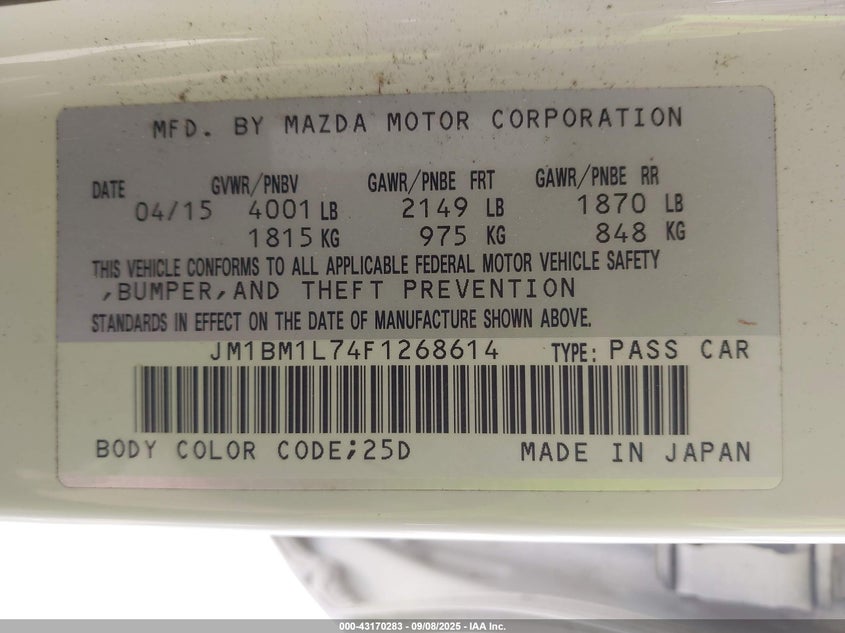 MFD. BY MAZDA MOTOR CORPORATION
DATE GVWR/PNBV GAWR/PNBE FRT GAWR/PNBE RR
04/15 4001 LB 2149 LB 1870 LB
1815 KG 975 KG 848 KG
THIS VEHICLE CONFORMS TO ALL APPLICABLE FEDERAL MOTOR VEHICLE SAFETY
,BUMPER,AND THEFT PREVENTION
STANDARDS IN EFFECT ON THE DATE OF MANUFACTURE SHOWN ABOVE.
JM1BM1L74F1268614 TYPE: PASS CAR
BODY COLOR CODE;25D MADE IN JAPAN
000-43170283 - 09/08/2025 - IAA Inc.